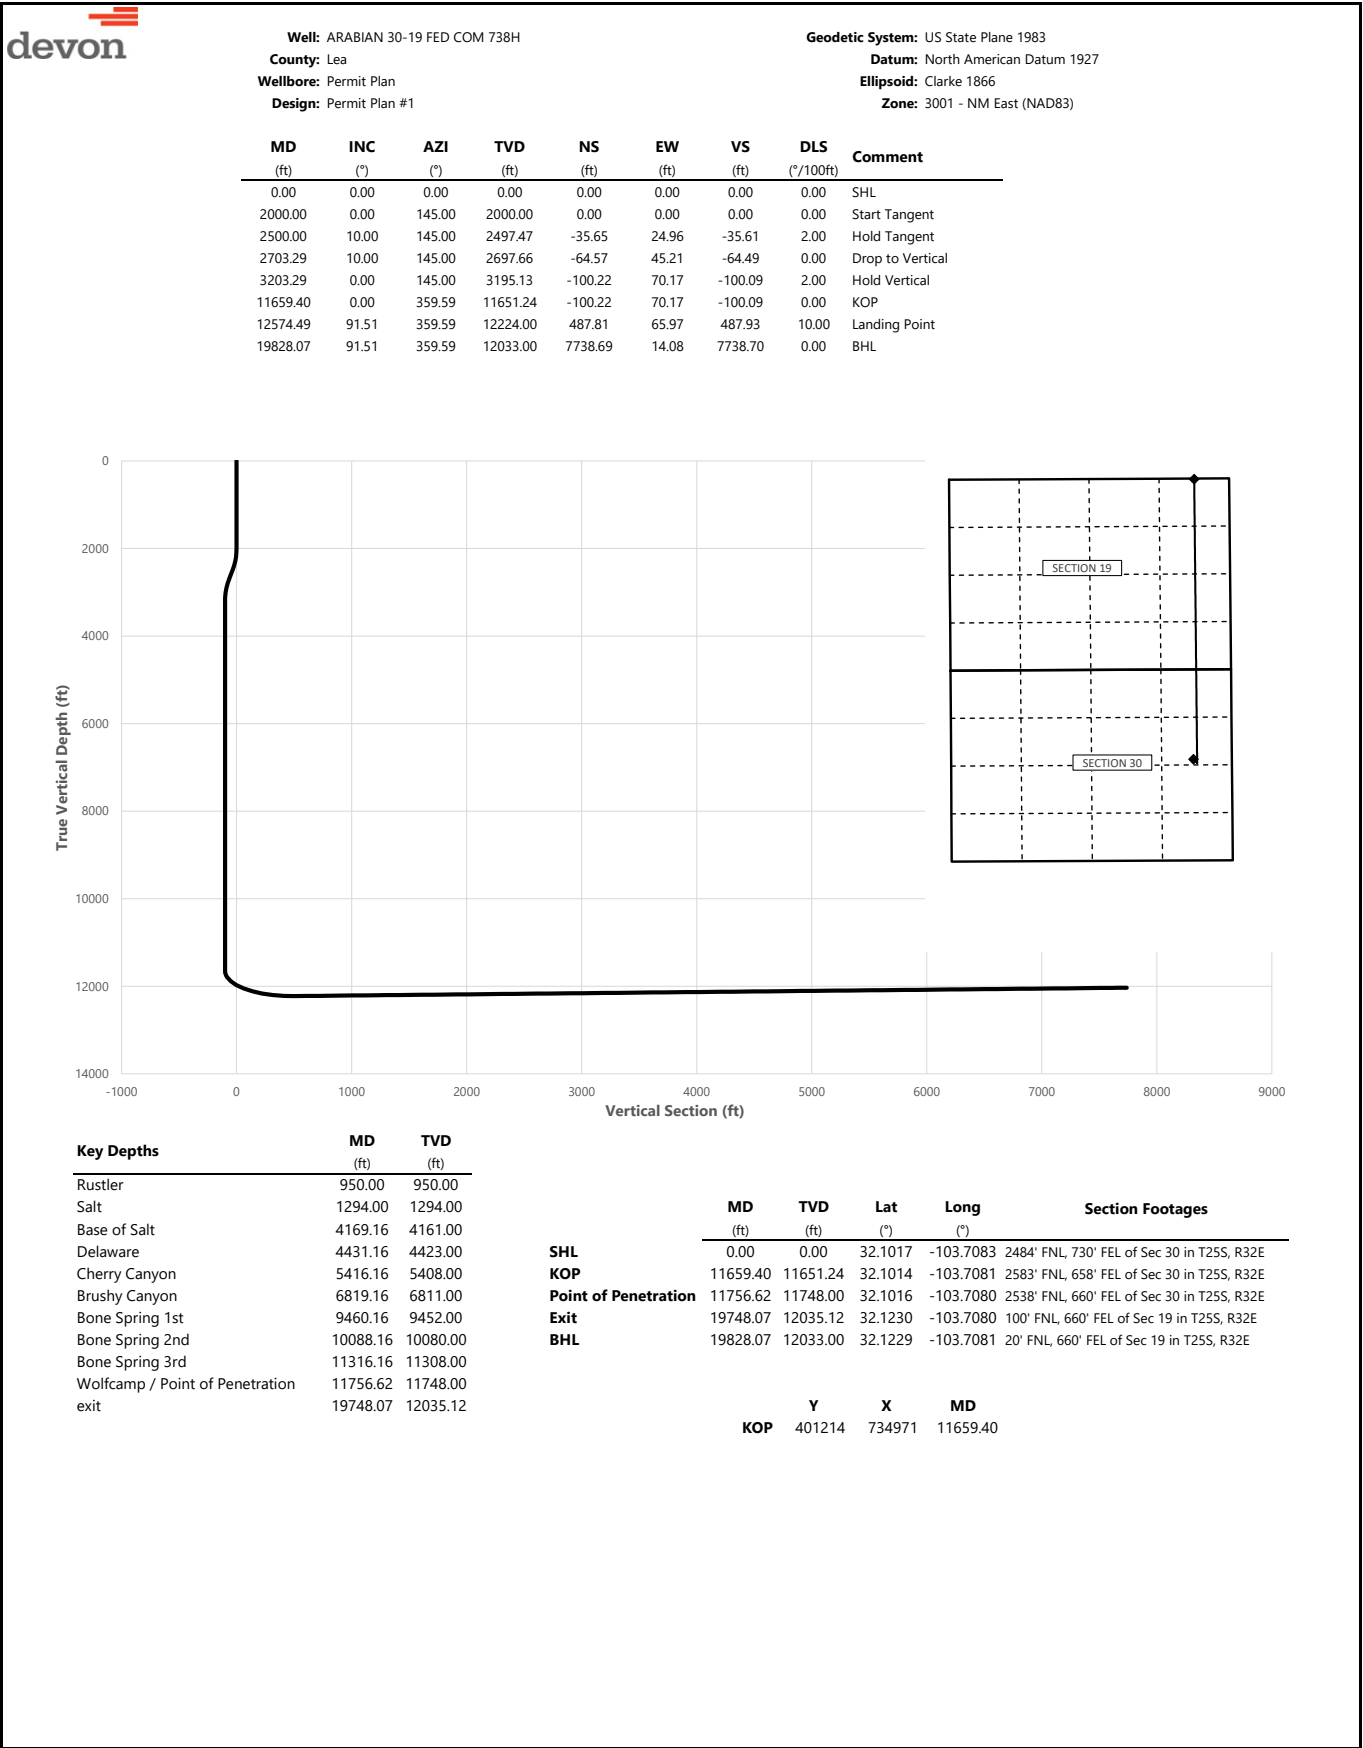 devon
Well: ARABIAN 30-19 FED COM 738H Geodetic System: US State Plane 1983
County: Lea Datum: North American Datum 1927
Wellbore: Permit Plan Ellipsoid: Clarke 1866
Design: Permit Plan #1 Zone: 3001 - NM East (NAD83)
MD INC AZI TVD NS EW VS DLS Comment
(ft) (°) (°) (ft) (ft) (ft) (ft) (°/100ft)
0.00 0.00 0.00 0.00 0.00 0.00 0.00 0.00 SHL
2000.00 0.00 145.00 2000.00 0.00 0.00 0.00 0.00 Start Tangent
2500.00 10.00 145.00 2497.47 -35.65 24.96 -35.61 2.00 Hold Tangent
2703.29 10.00 145.00 2697.66 -64.57 45.21 -64.49 0.00 Drop to Vertical
3203.29 0.00 145.00 3195.13 -100.22 70.17 -100.09 2.00 Hold Vertical
11659.40 0.00 359.59 11651.24 -100.22 70.17 -100.09 0.00 KOP
12574.49 91.51 359.59 12224.00 487.81 65.97 487.93 10.00 Landing Point
19828.07 91.51 359.59 12033.00 7738.69 14.08 7738.70 0.00 BHL
0
2000
4000
6000
8000
10000
12000
14000
True Vertical Depth (ft)
-1000 0 1000 2000 3000 4000 5000 6000 7000 8000 9000
Vertical Section (ft)
SECTION 19
SECTION 30
Key Depths MD TVD
(ft) (ft)
Rustler 950.00 950.00
Salt 1294.00 1294.00
Base of Salt 4169.16 4161.00
Delaware 4431.16 4423.00
Cherry Canyon 5416.16 5408.00
Brushy Canyon 6819.16 6811.00
Bone Spring 1st 9460.16 9452.00
Bone Spring 2nd 10088.16 10080.00
Bone Spring 3rd 11316.16 11308.00
Wolfcamp / Point of Penetration 11756.62 11748.00
exit 19748.07 12035.12
MD TVD Lat Long Section Footages
(ft) (ft) (°) (°)
SHL 0.00 0.00 32.1017 -103.7083 2484' FNL, 730' FEL of Sec 30 in T25S, R32E
KOP 11659.40 11651.24 32.1014 -103.7081 2583' FNL, 658' FEL of Sec 30 in T25S, R32E
Point of Penetration 11756.62 11748.00 32.1016 -103.7080 2538' FNL, 660' FEL of Sec 30 in T25S, R32E
Exit 19748.07 12035.12 32.1230 -103.7080 100' FNL, 660' FEL of Sec 19 in T25S, R32E
BHL 19828.07 12033.00 32.1229 -103.7081 20' FNL, 660' FEL of Sec 19 in T25S, R32E
Y X MD
KOP 401214 734971 11659.40